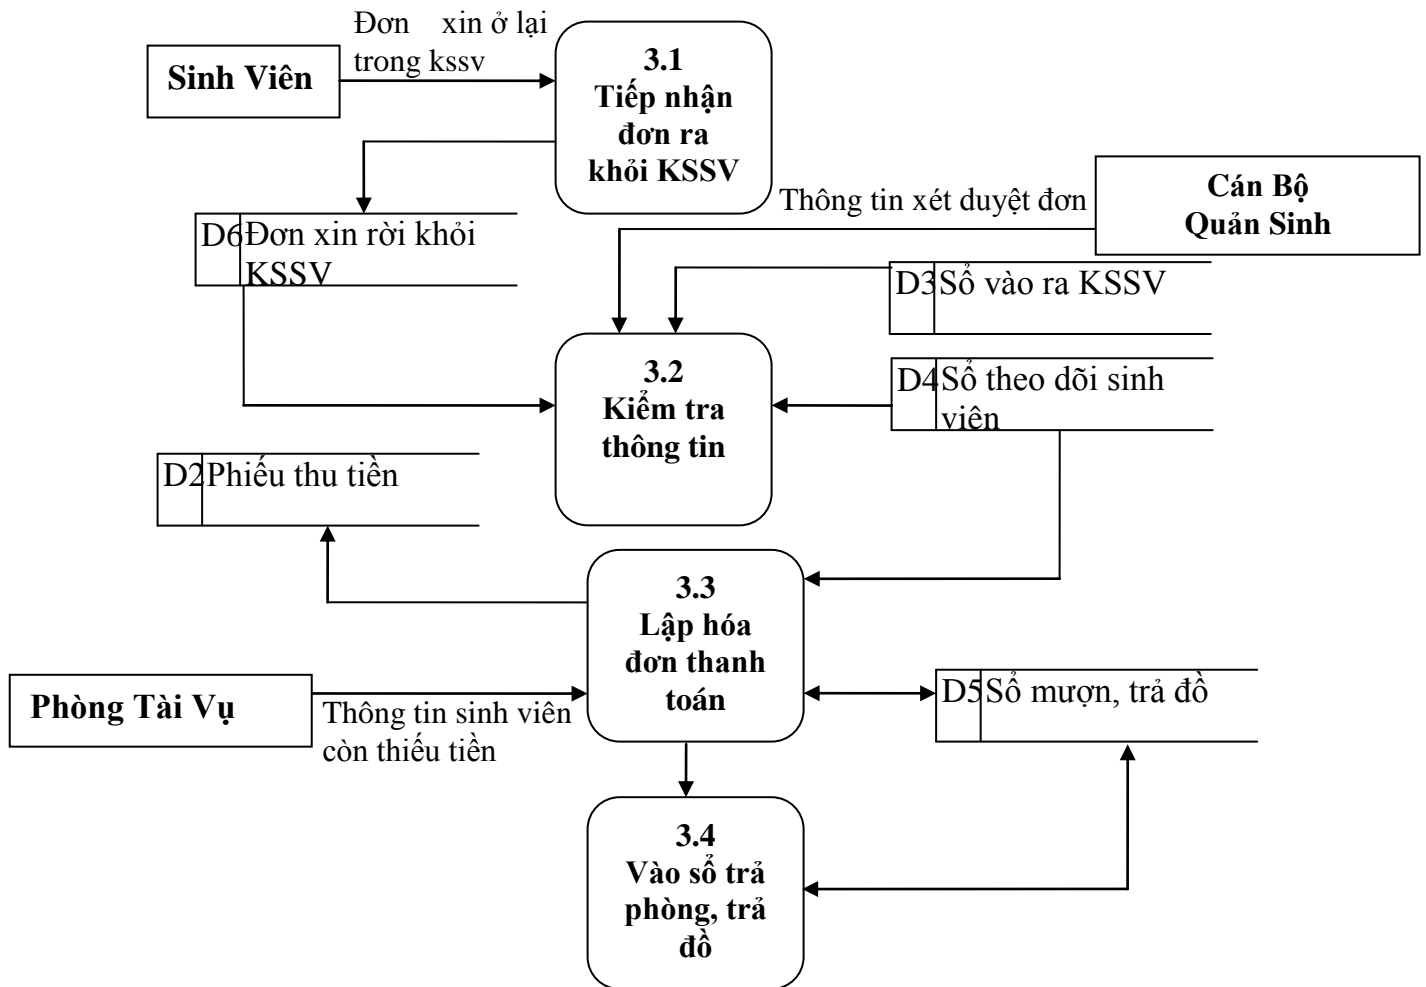 Đơn xin ở lại
trong kssv
Sinh Viên
3.1
Tiếp nhận
đơn ra
khỏi KSSV
Thông tin xét duyệt đơn
Cán Bộ
Quản Sinh
D6 Đơn xin rời khỏi
KSSV
D3 Sổ vào ra KSSV
3.2
Kiểm tra
thông tin
D4 Sổ theo dõi sinh
viên
D2 Phiếu thu tiền
3.3
Lập hóa
đơn thanh
toán
Phòng Tài Vụ
Thông tin sinh viên
còn thiếu tiền
D5 Sổ mượn, trả đồ
3.4
Vào sổ trả
phòng, trả
đồ